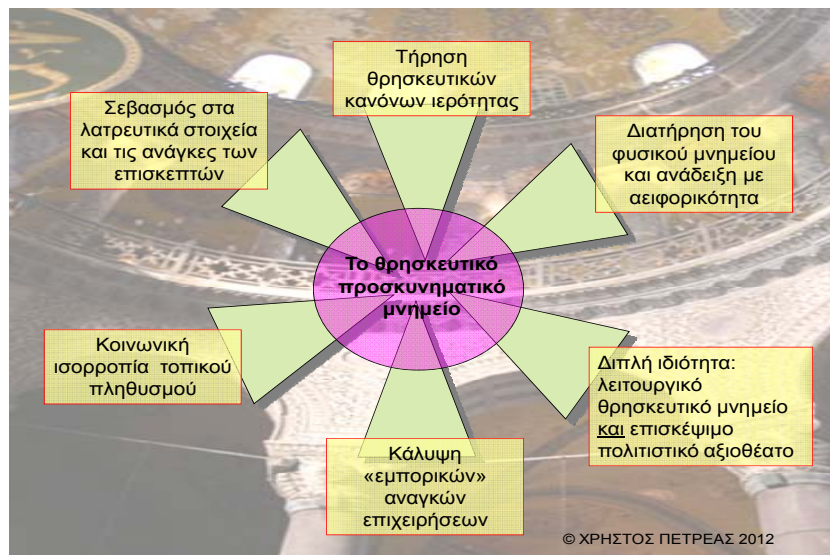 Τήρηση
θρησκευτικών
κανόνων ιερότητας
Σεβασμός στα
λατρευτικά στοιχεία
και τις ανάγκες των
επισκεπτών
Διατήρηση του
φυσικού μνημείου
και ανάδειξη με
αειφορικότητα
Το θρησκευτικό
προσκυνηματικό
μνημείο
Κοινωνική
ισορροπία τοπικού
πληθυσμού
Διπλή ιδιότητα:
λειτουργικό
θρησκευτικό μνημείο
και επισκέψιμο
πολιτιστικό αξιοθέατο
Κάλυψη
«εμπορικών»
αναγκών
επιχειρήσεων
© ΧΡΗΣΤΟΣ ΠΕΤΡΕΑΣ 2012